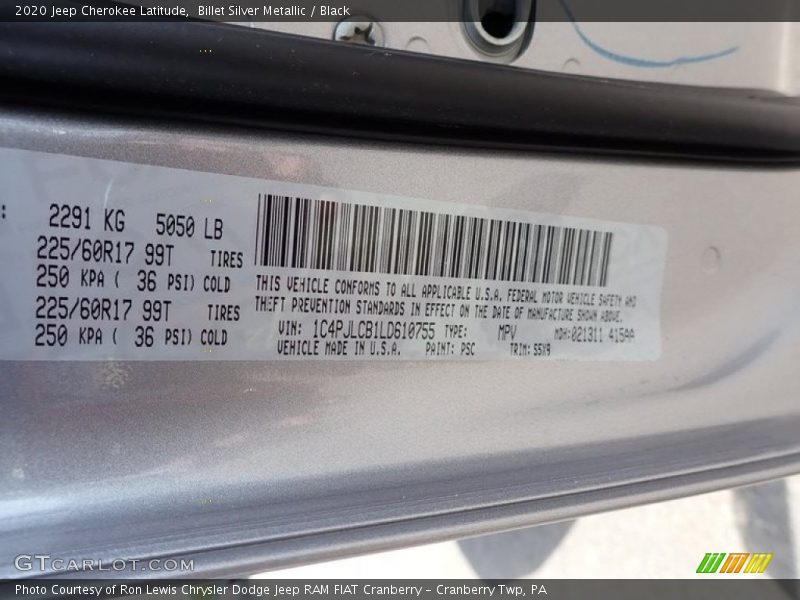 2020 Jeep Cherokee Latitude,  Billet Silver Metallic / Black
: 2291 KG 5050 LB
225/60R17 99T TIRES
250 KPA ( 36 PSI) COLD
225/60R17 99T TIRES
250 KPA ( 36 PSI) COLD
THIS VEHICLE CONFORMS TO ALL APPLICABLE U.S.A. FEDERAL MOTOR VEHICLE SAFETY AND
THEFT PREVENTION STANDARDS IN EFFECT ON THE DATE OF MANUFACTURE SHOWN ABOVE.
VIN: 1C4PJLCB1LD610755 TYPE: MPV MDH:021311 415AA
VEHICLE MADE IN U.S.A. PAINT: PSC TRIM: S5X9
GTCARLOT.COM
Photo Courtesy of Ron Lewis Chrysler Dodge Jeep RAM FIAT Cranberry – Cranberry Twp, PA